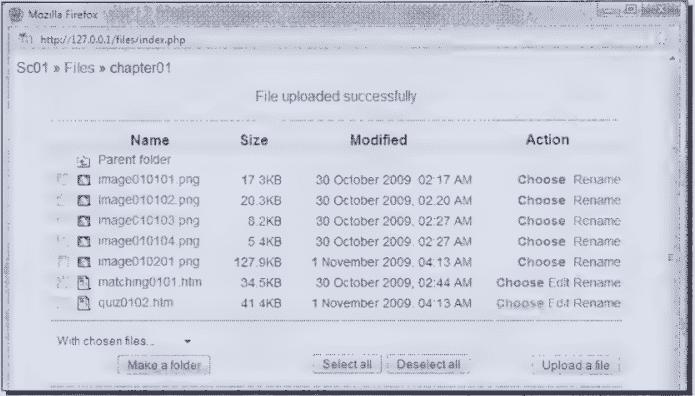 Mozilla Firefox
http://127.0.0.1/files/index.php
Sc01 » Files » chapter01
File uploaded successfully
Name Size Modified Action
Parent folder
image010101.png 17.3KB 30 October 2009, 02:17 AM Choose Rename
image010102.png 20.3KB 30 October 2009, 02:20 AM Choose Rename
image010103.png 8.2KB 30 October 2009, 02:27 AM Choose Rename
image010104.png 5.4KB 30 October 2009, 02:27 AM Choose Rename
image010201.png 127.9KB 1 November 2009, 04:13 AM Choose Rename
matching0101.htm 34.5KB 30 October 2009, 02:44 AM Choose Edit Rename
quiz0102.htm 41.4KB 1 November 2009, 04:13 AM Choose Edit Rename
With chosen files...
Make a folder Select all Deselect all Upload a file